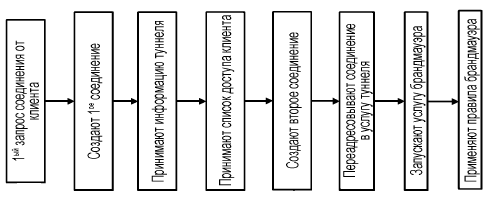 1ый запрос соединения от
клиента
Создают 1ое соединение
Принимают информацию туннеля
Принимают список доступа клиента
Создают второе соединение
Переадресовывают соединение
в услугу туннеля
Запускают услугу брандмауэра
Применяют правила брандмауэра